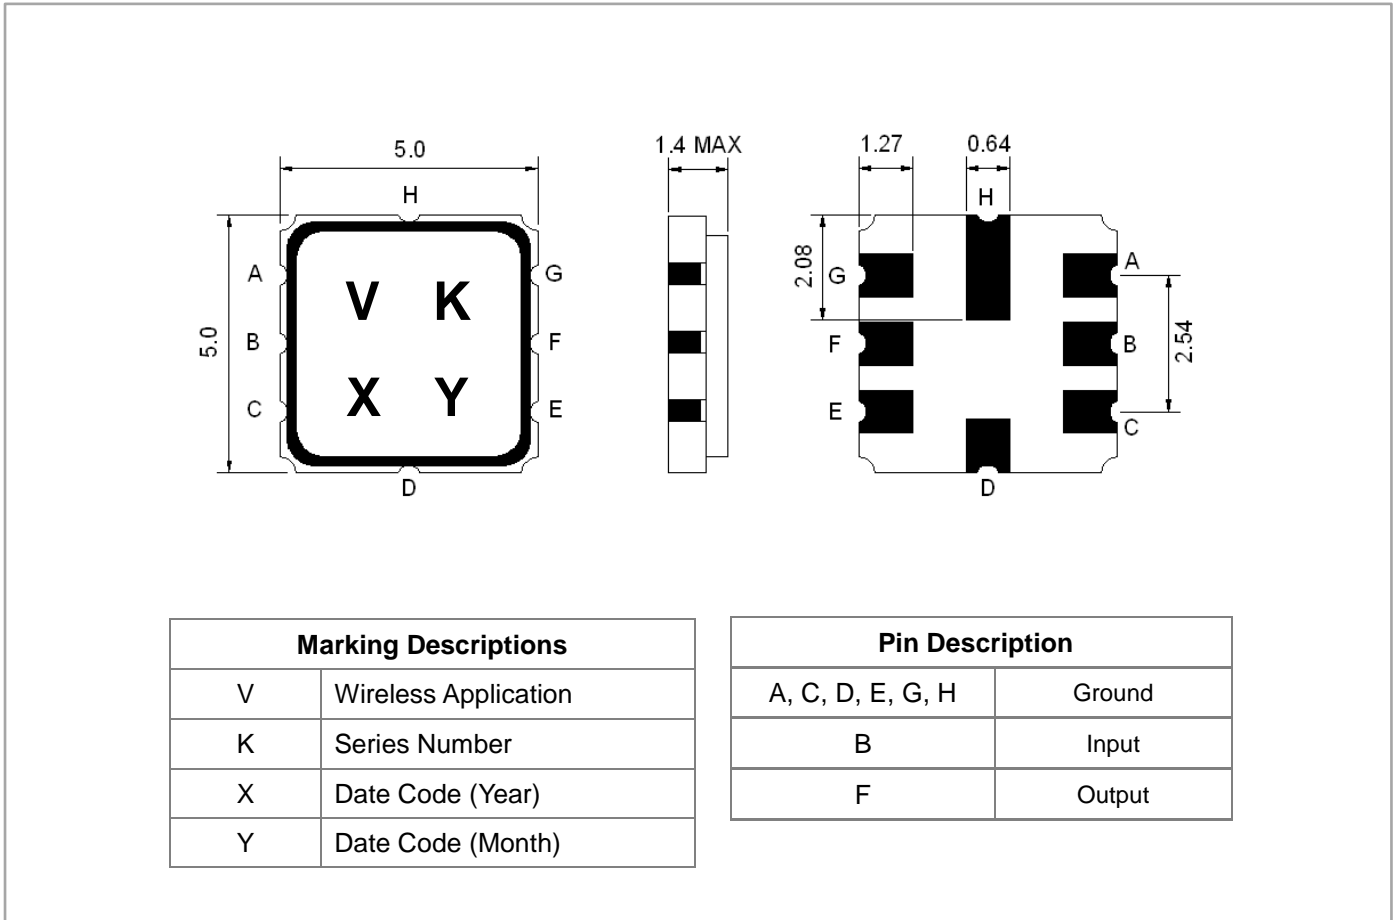 5.0
1.4 MAX
1.27
0.64
H
A
B
C
5.0
V K
X Y
G
F
E
D
H
2.08
G
F
E
A
B
C
2.54
D
Marking Descriptions
V Wireless Application
K Series Number
X Date Code (Year)
Y Date Code (Month)
Pin Description
A, C, D, E, G, H Ground
B Input
F Output